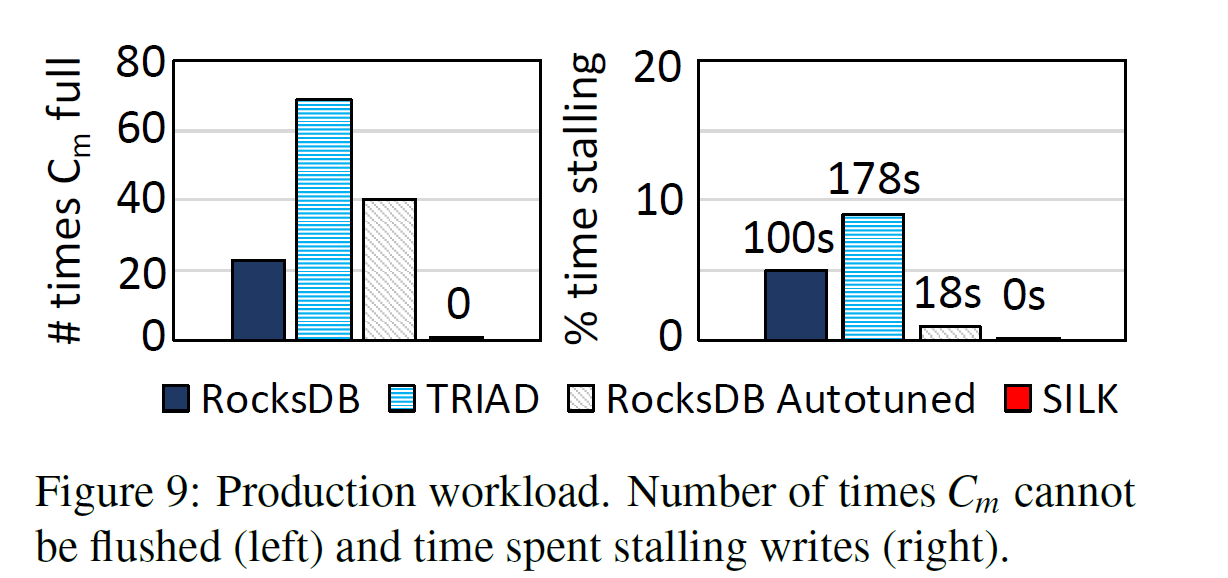 # times Cm full
80
60
40
20
0
0
% time stalling
20
10
0
100s
178s
18s
0s
RocksDB
TRIAD
RocksDB Autotuned
SILK
Figure 9: Production workload. Number of times Cm cannot
be flushed (left) and time spent stalling writes (right).